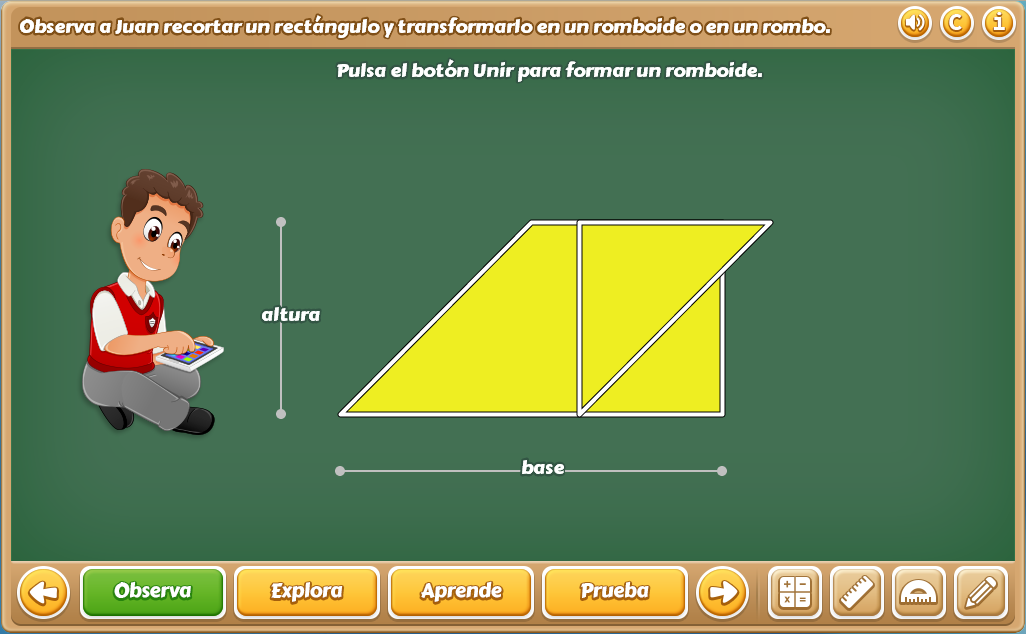 Observa a Juan recortar un rectángulo y transformarlo en un romboide o en un rombo.
C
i
Pulsa el botón Unir para formar un romboide.
altura
base
Observa
Explora
Aprende
Prueba
+ -
x =